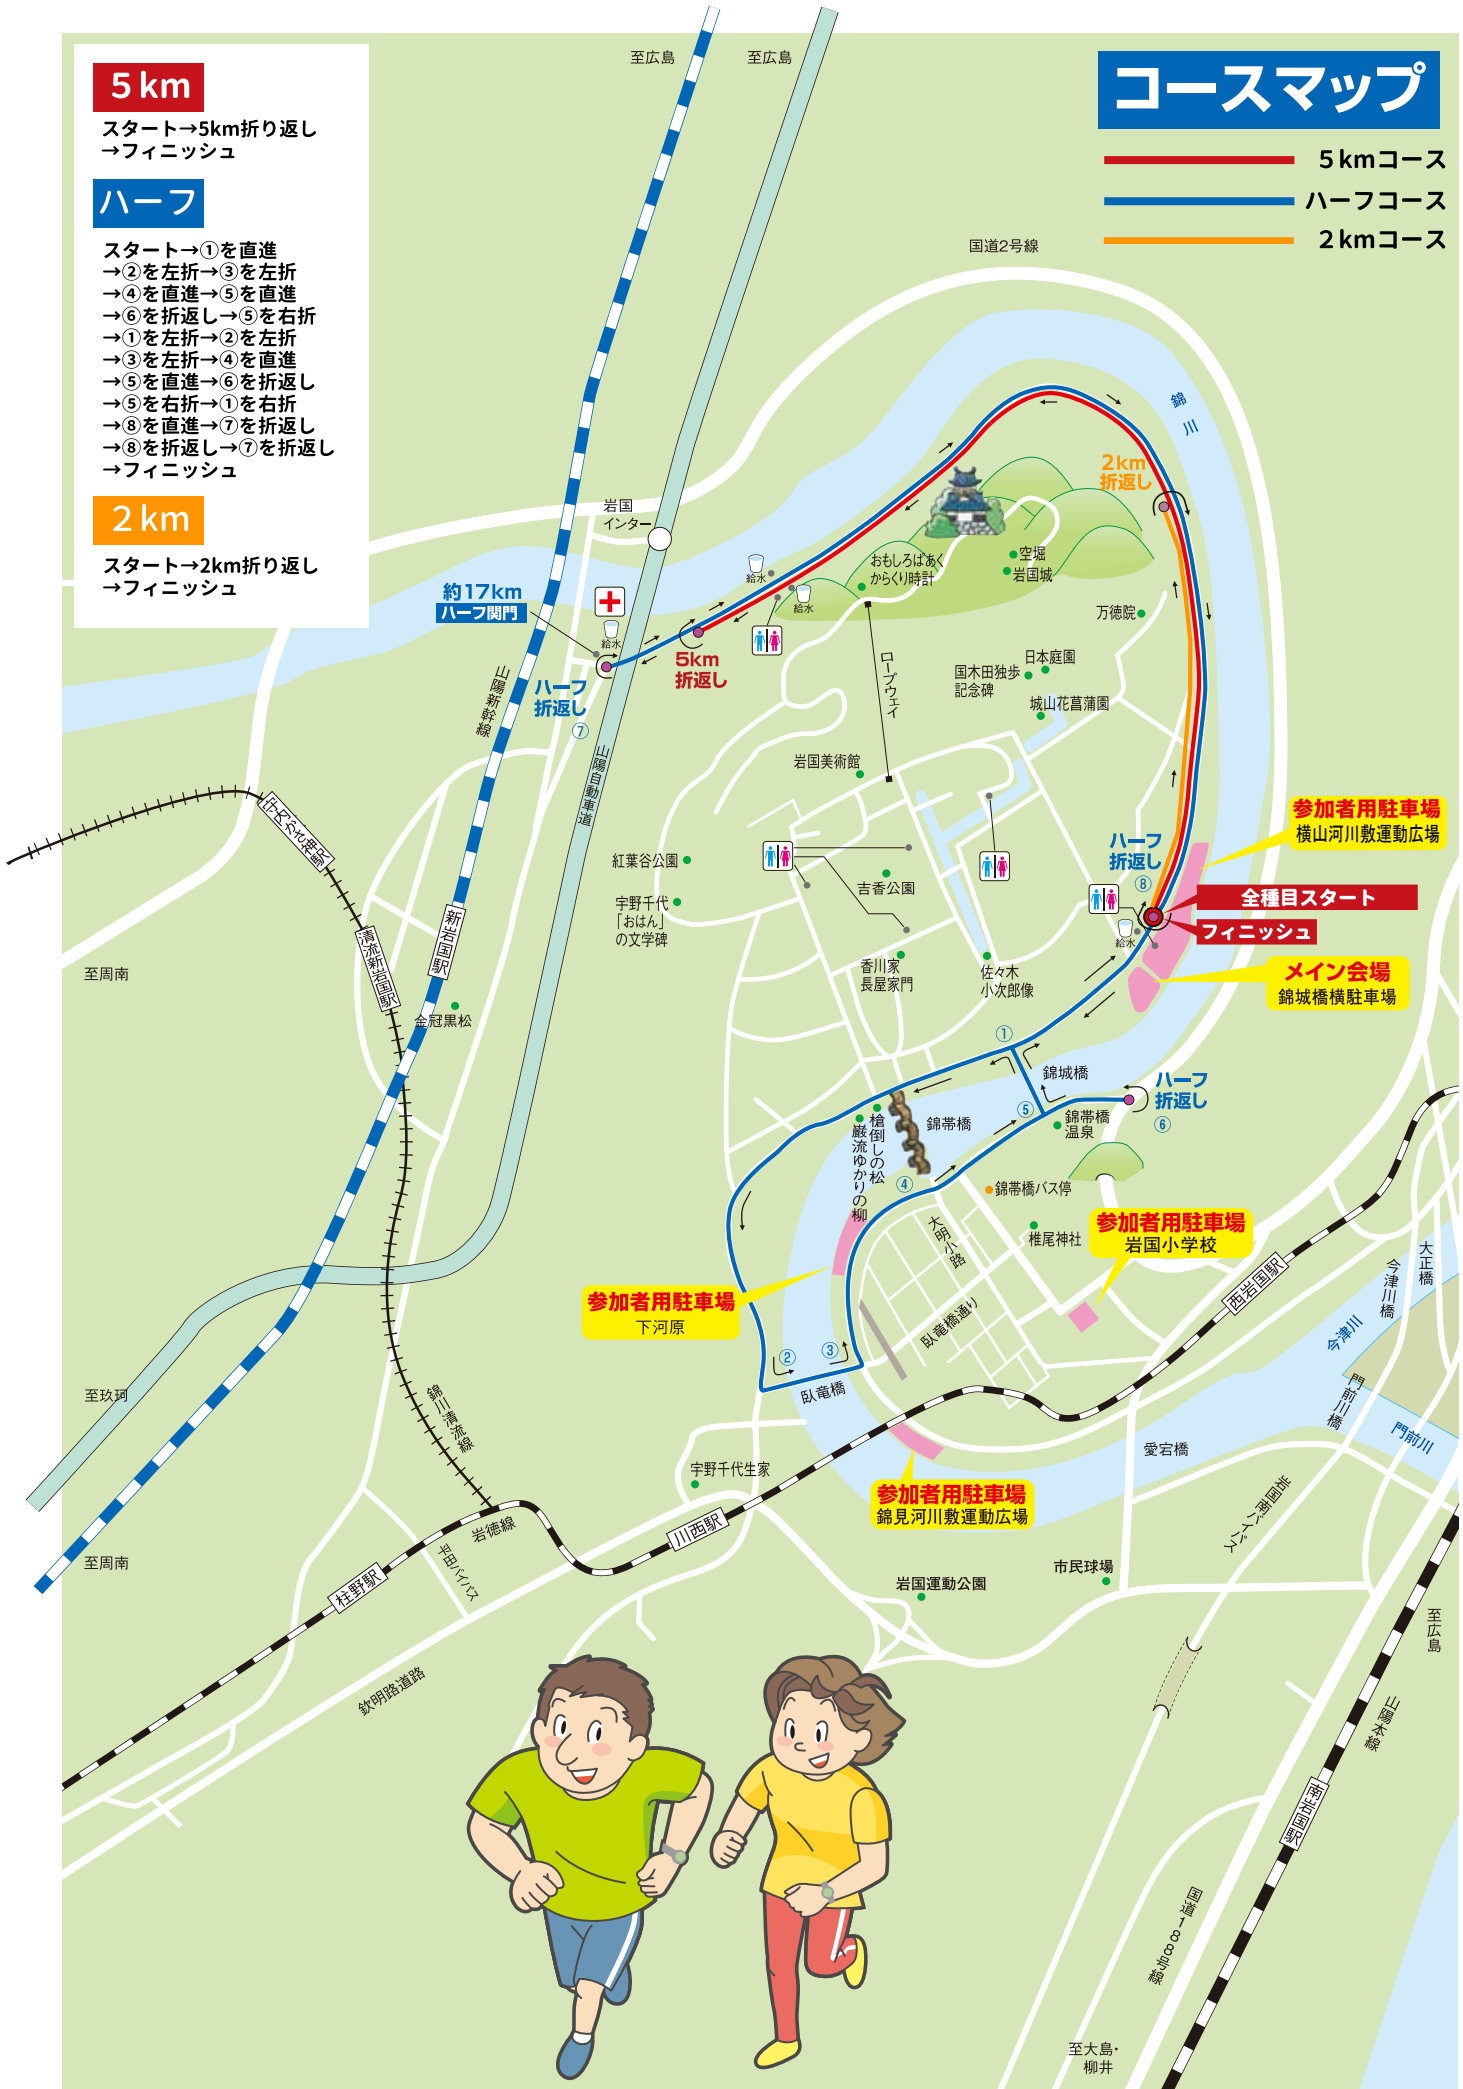 コースマップ
5kmコース
ハーフコース
2kmコース
5km
スタート→5km折り返し
→フィニッシュ
ハーフ
スタート→①を直進
→②を左折→③を左折
→④を直進→⑤を直進
→⑥を折返し→⑤を右折
→①を左折→②を左折
→③を左折→④を直進
→⑤を直進→⑥を折返し
→⑤を右折→①を右折
→⑧を直進→⑦を折返し
→⑧を折返し→⑦を折返し
→フィニッシュ
2km
スタート→2km折り返し
→フィニッシュ
至広島
至広島
国道2号線
錦川
2km
折返し
岩国
インター
約17km
ハーフ関門
給水
給水
給水
おもしろぱあく
からくり時計
空堀
岩国城
万徳院
5km
折返し
ハーフ
折返し
⑦
山陽新幹線
山陽自動車道
ロープウェイ
日本庭園
国木田独歩
記念碑
城山花菖蒲園
岩国美術館
守内かさ神駅
紅葉谷公園
宇野千代
「おはん」
の文学碑
吉香公園
ハーフ
折返し
⑧
参加者用駐車場
横山河川敷運動広場
全種目スタート
フィニッシュ
給水
メイン会場
錦城橋横駐車場
至周南
清流新岩国駅
新岩国駅
金冠黒松
香川家
長屋家門
佐々木
小次郎像
①
錦城橋
⑤
ハーフ
折返し
⑥
錦帯橋
温泉
錦帯橋
槍倒しの松
巌流ゆかりの柳
④
錦帯橋バス停
大明小路
椎尾神社
参加者用駐車場
岩国小学校
参加者用駐車場
下河原
臥竜橋通り
西岩国駅
今津川橋
大正橋
今津川
②
③
臥竜橋
門前川橋
門前川
至玖珂
錦川清流線
宇野千代生家
愛宕橋
参加者用駐車場
錦見河川敷運動広場
川西駅
岩徳線
平田バイパス
岩国南バイパス
至周南
柱野駅
岩国運動公園
市民球場
至広島
欽明路道路
山陽本線
南岩国駅
国道188号線
至大島・
柳井